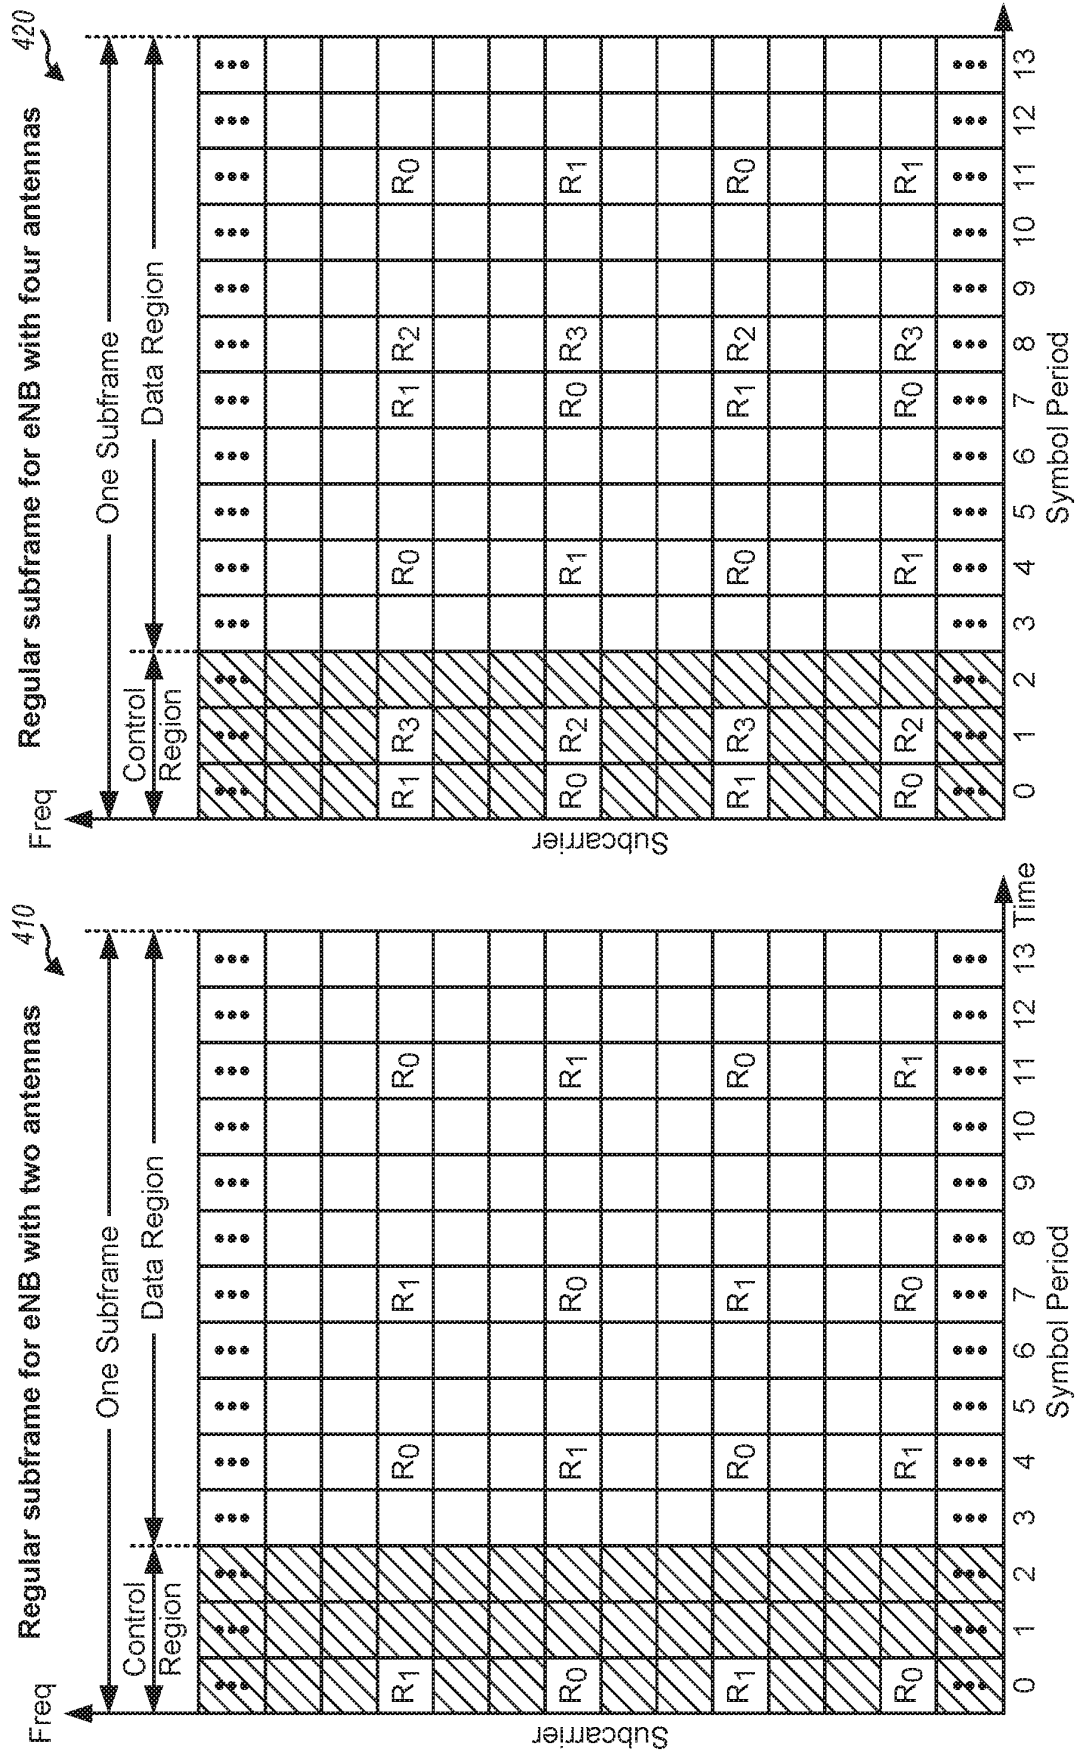 Regular subframe for eNB with two antennas
410
Freq
One Subframe
Control
Region
Data Region
Subcarrier
R1 R0 R1 R0
R0 R1 R0 R1
R1 R0 R1 R0
R0 R1 R0 R1
Time
0 1 2 3 4 5 6 7 8 9 10 11 12 13
Symbol Period
Regular subframe for eNB with four antennas
420
Freq
One Subframe
Control
Region
Data Region
Subcarrier
R1 R3 R0 R1 R2 R0
R0 R2 R1 R0 R3 R1
R1 R3 R0 R1 R2 R0
R0 R2 R1 R0 R3 R1
0 1 2 3 4 5 6 7 8 9 10 11 12 13
Symbol Period